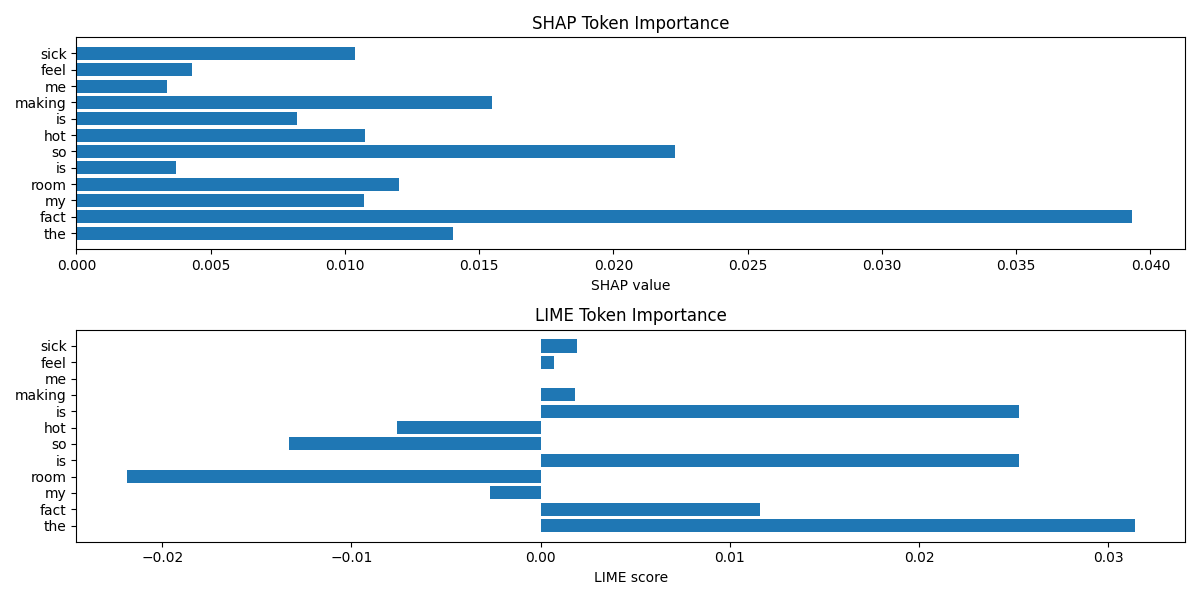 SHAP Token Importance
sick
feel
me
making
is
hot
so
is
room
my
fact
the
0.000 0.005 0.010 0.015 0.020 0.025 0.030 0.035 0.040
SHAP value
LIME Token Importance
sick
feel
me
making
is
hot
so
is
room
my
fact
the
−0.02 −0.01 0.00 0.01 0.02 0.03
LIME score